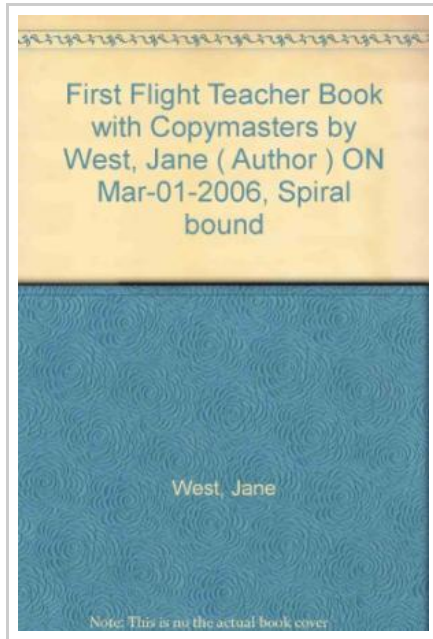 First Flight Teacher Book
with Copymasters by
West, Jane ( Author ) ON
Mar-01-2006, Spiral
bound
West, Jane
Note: This is no the actual book cover